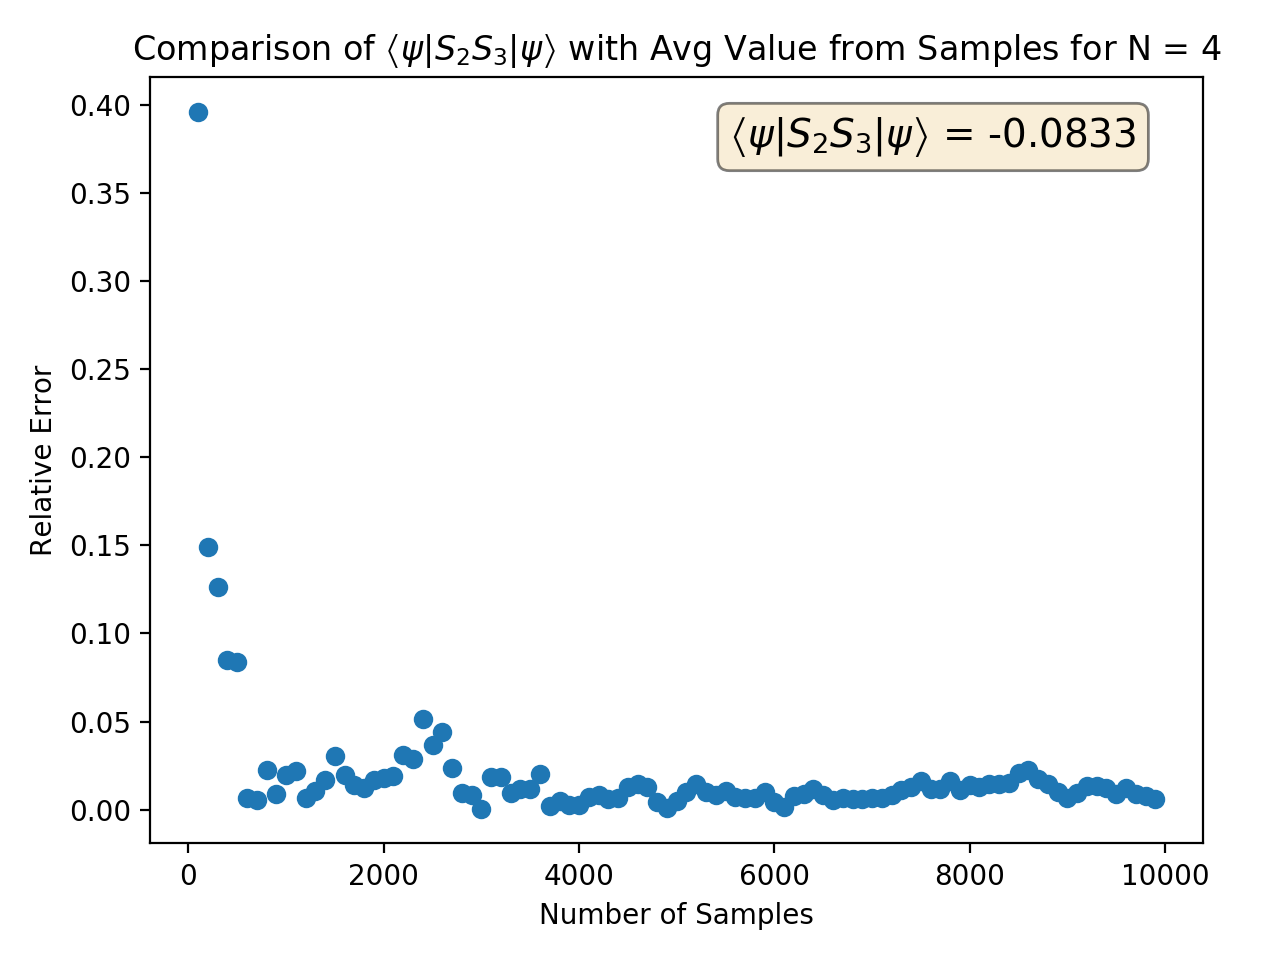 Comparison of ⟨ψ|S₂S₃|ψ⟩ with Avg Value from Samples for N = 4
⟨ψ|S₂S₃|ψ⟩ = -0.0833
Relative Error
0.40
0.35
0.30
0.25
0.20
0.15
0.10
0.05
0.00
0 2000 4000 6000 8000 10000
Number of Samples